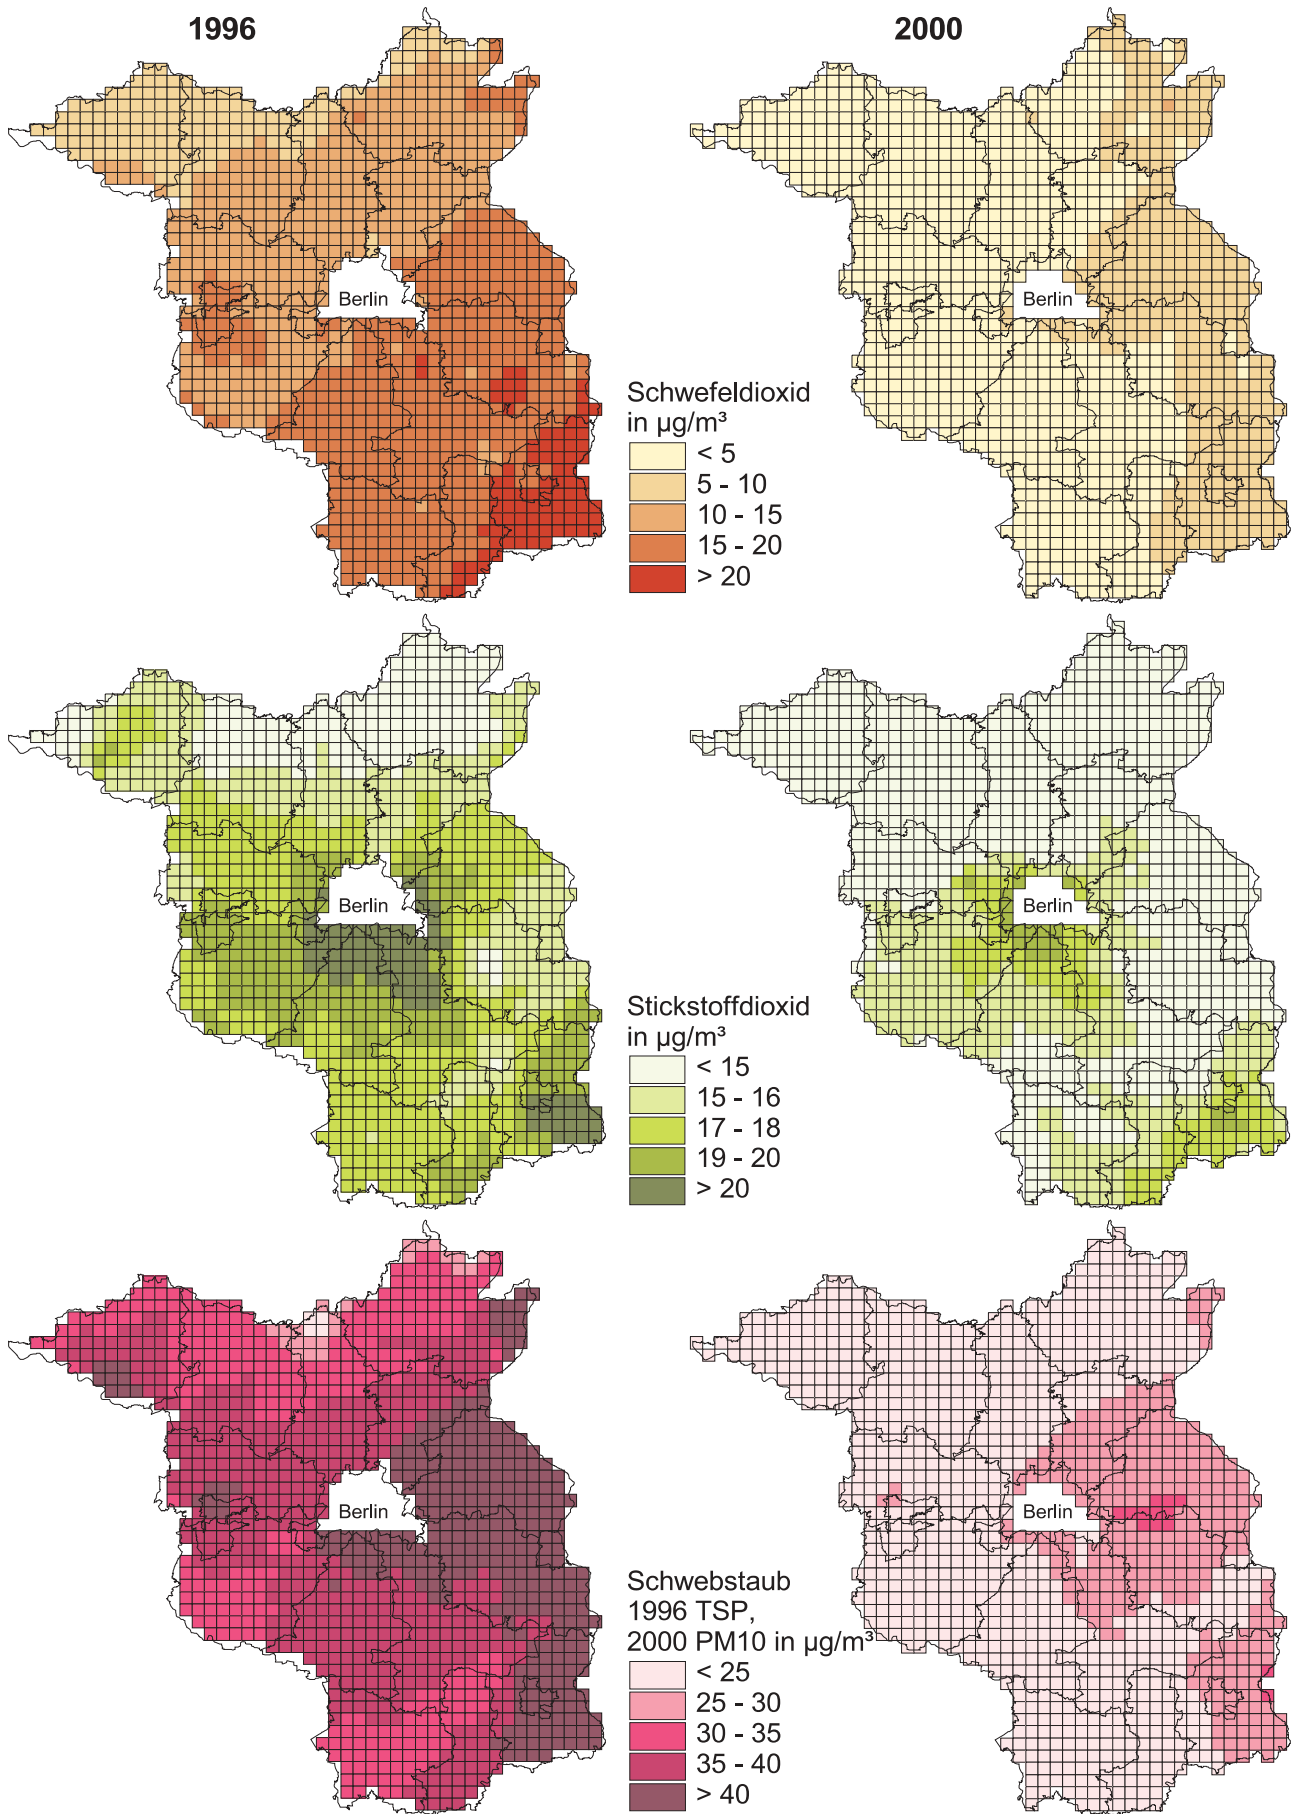 1996
2000
Berlin
Berlin
Schwefeldioxid
in µg/m³
< 5
5 - 10
10 - 15
15 - 20
> 20
Berlin
Berlin
Stickstoffdioxid
in µg/m³
< 15
15 - 16
17 - 18
19 - 20
> 20
Berlin
Berlin
Schwebstaub
1996 TSP,
2000 PM10 in µg/m³
< 25
25 - 30
30 - 35
35 - 40
> 40